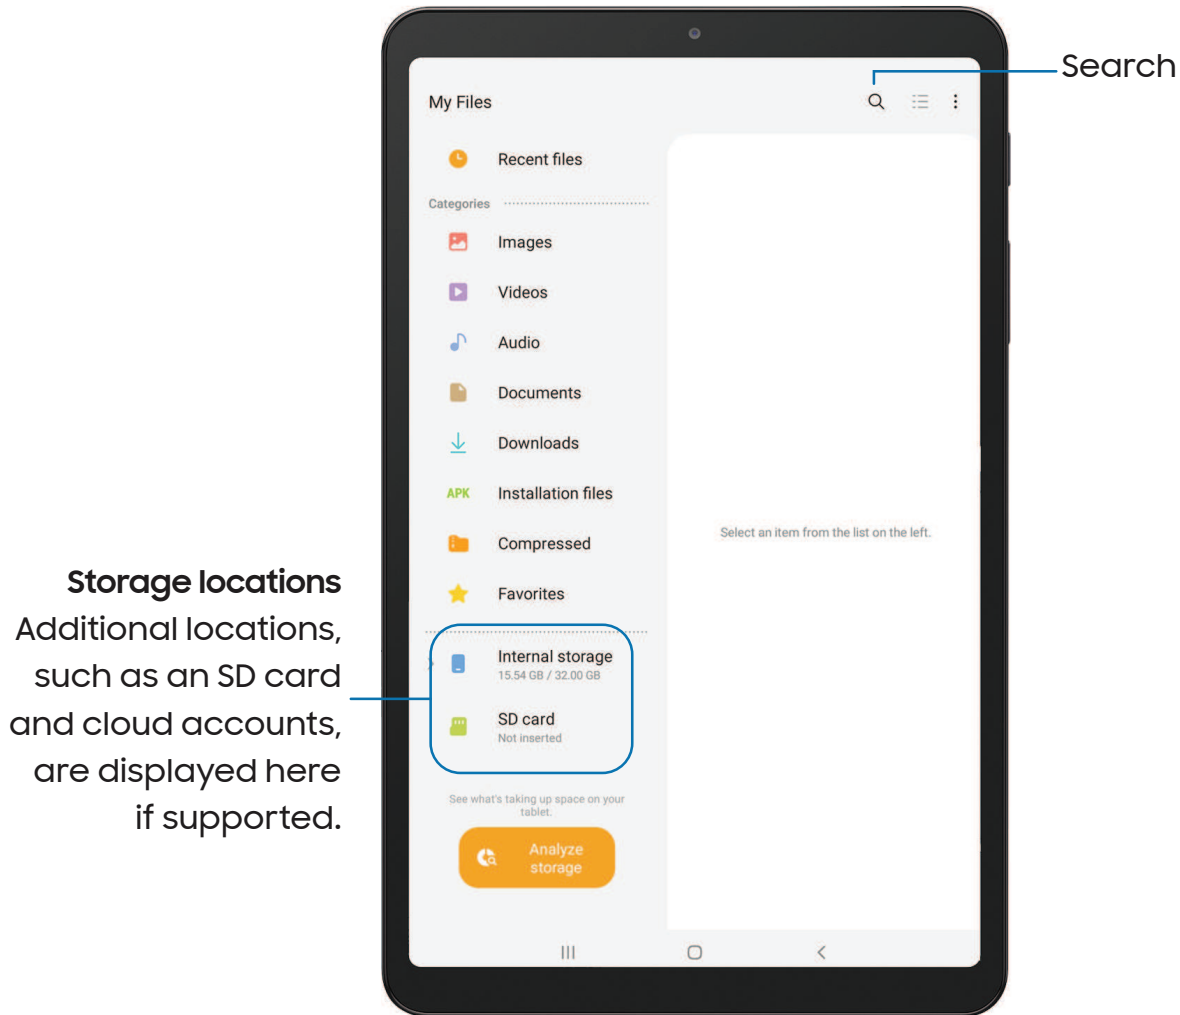 Search
My Files
Recent files
Categories
Images
Videos
Audio
Documents
Downloads
APK Installation files
Compressed
Favorites
Select an item from the list on the left.
Storage locations
Additional locations,
such as an SD card
and cloud accounts,
are displayed here
if supported.
Internal storage
15.54 GB / 32.00 GB
SD card
Not inserted
See what's taking up space on your
tablet.
Analyze
storage